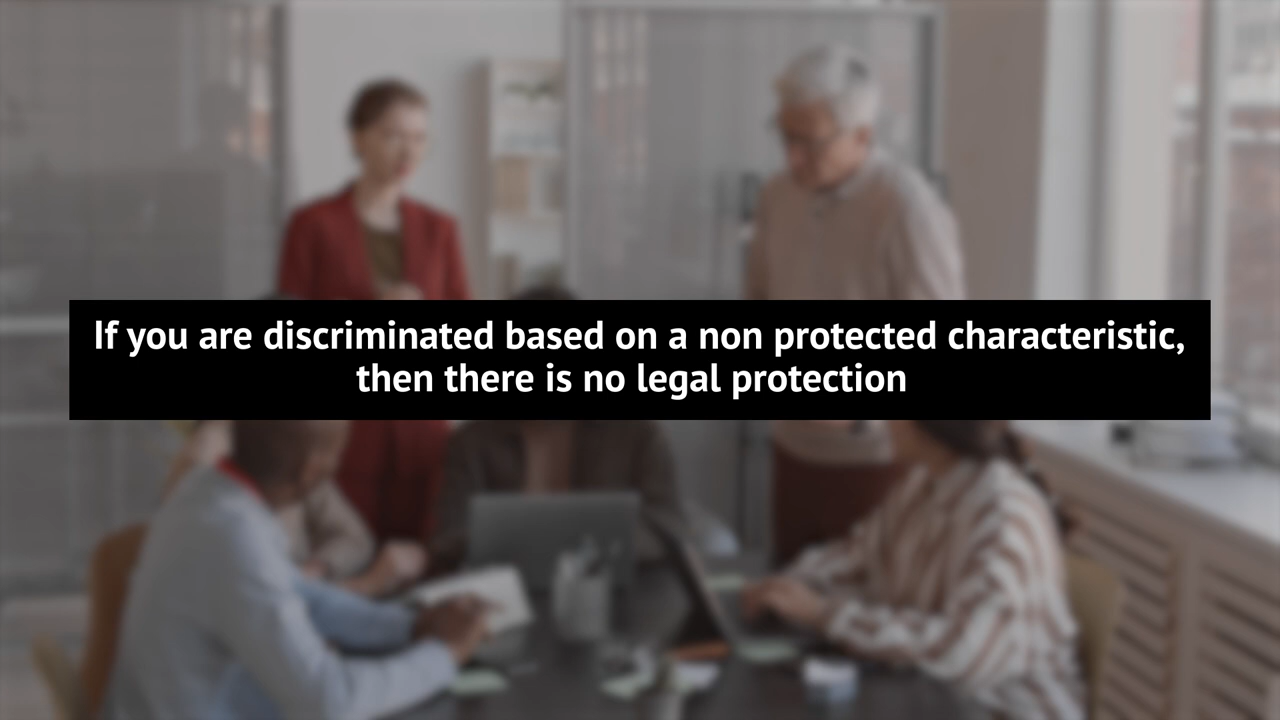 If you are discriminated based on a non protected characteristic,
then there is no legal protection